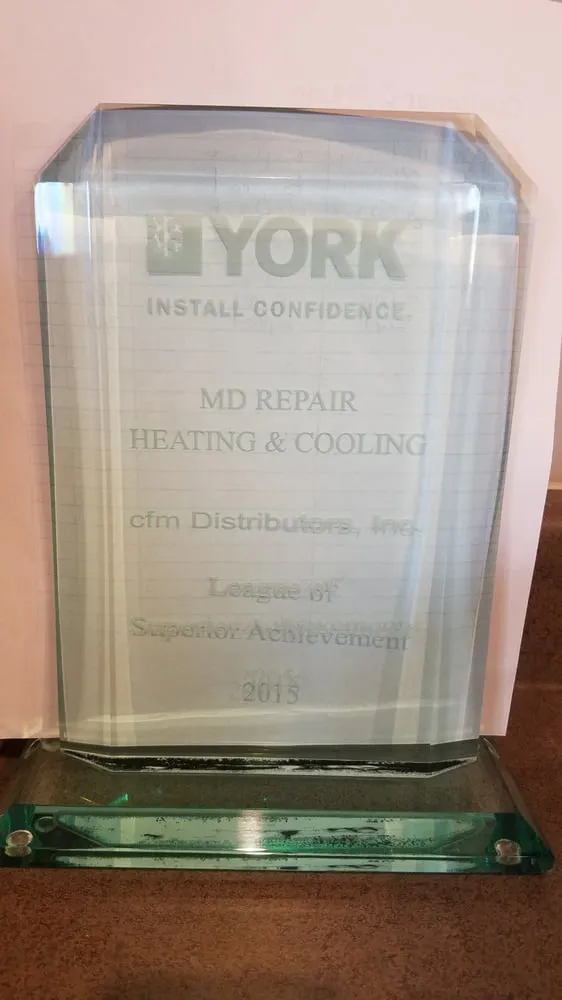 YORK
INSTALL CONFIDENCE.
MD REPAIR
HEATING & COOLING
cfm Distributors, Inc.
League of
Superior Achievement
2015